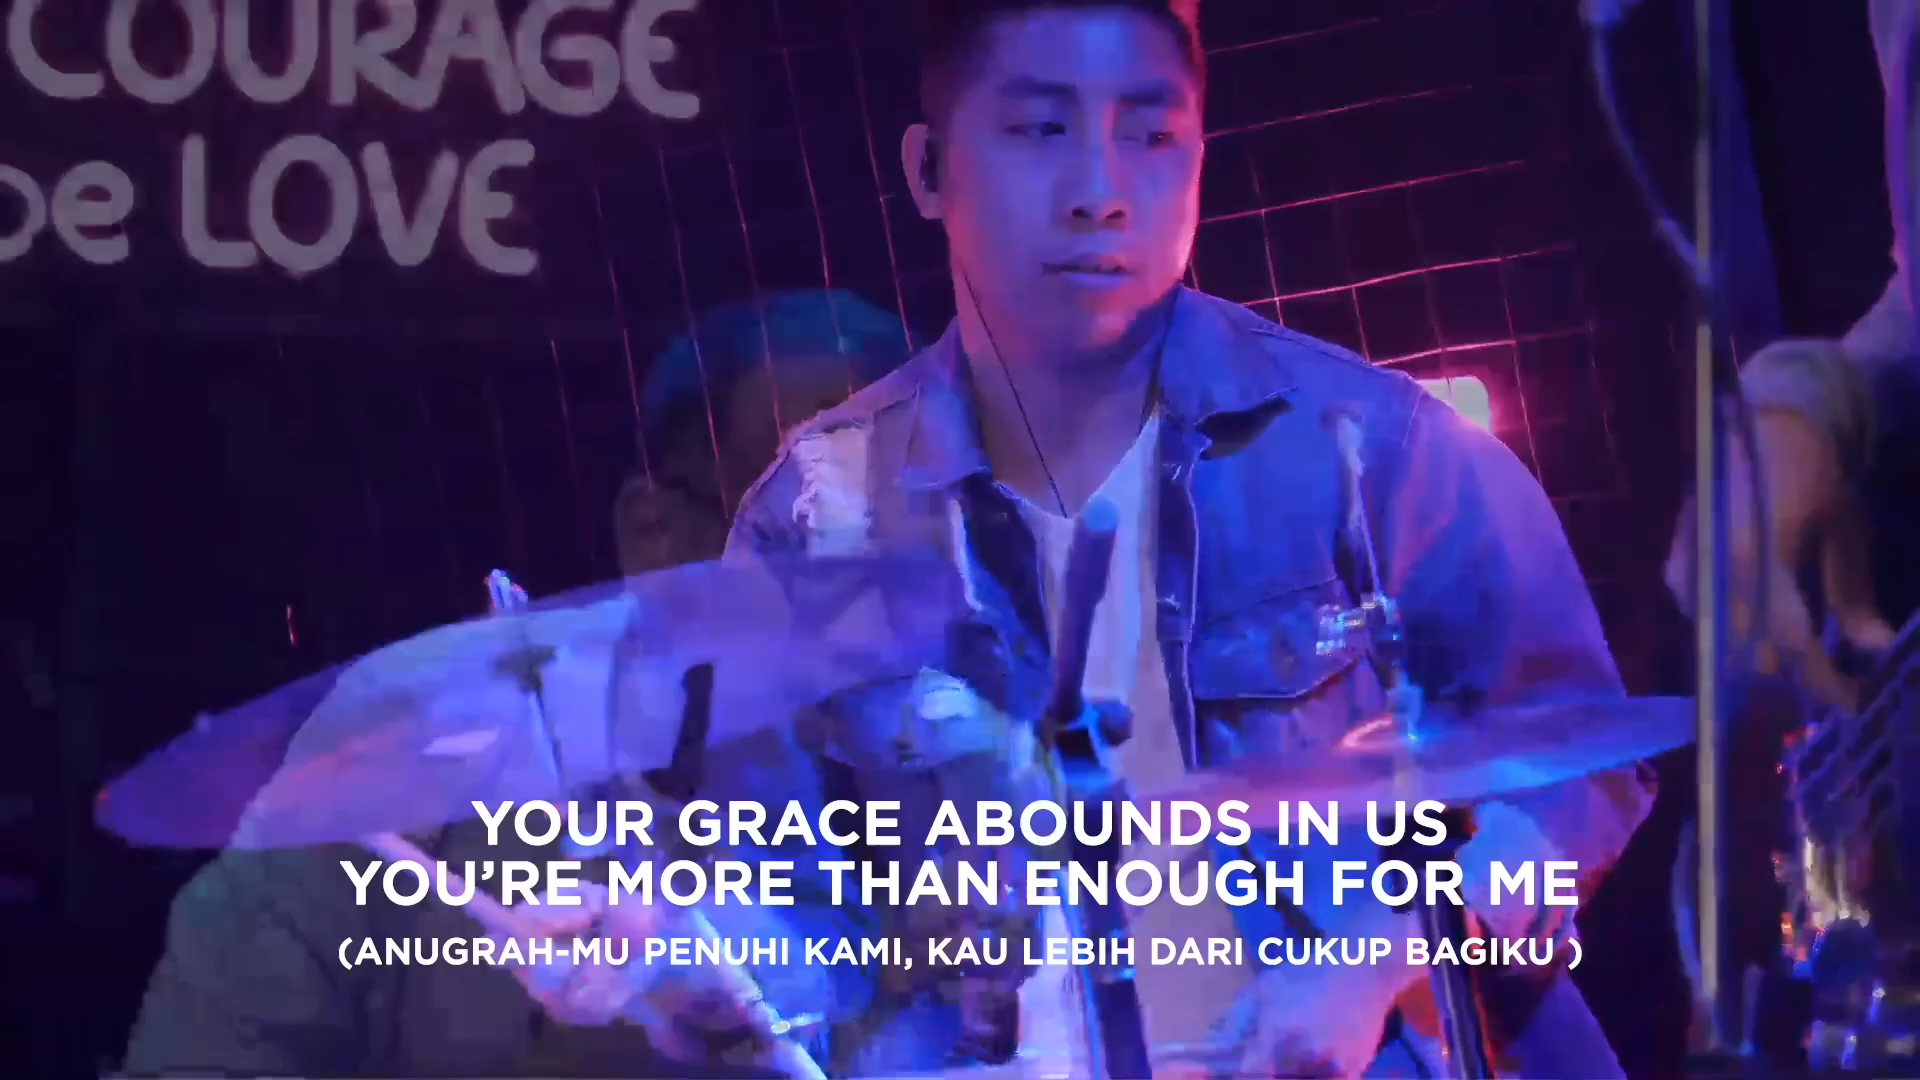 COURAGE
be LOVE
YOUR GRACE ABOUNDS IN US
YOU’RE MORE THAN ENOUGH FOR ME
(ANUGRAH-MU PENUHI KAMI, KAU LEBIH DARI CUKUP BAGIKU )